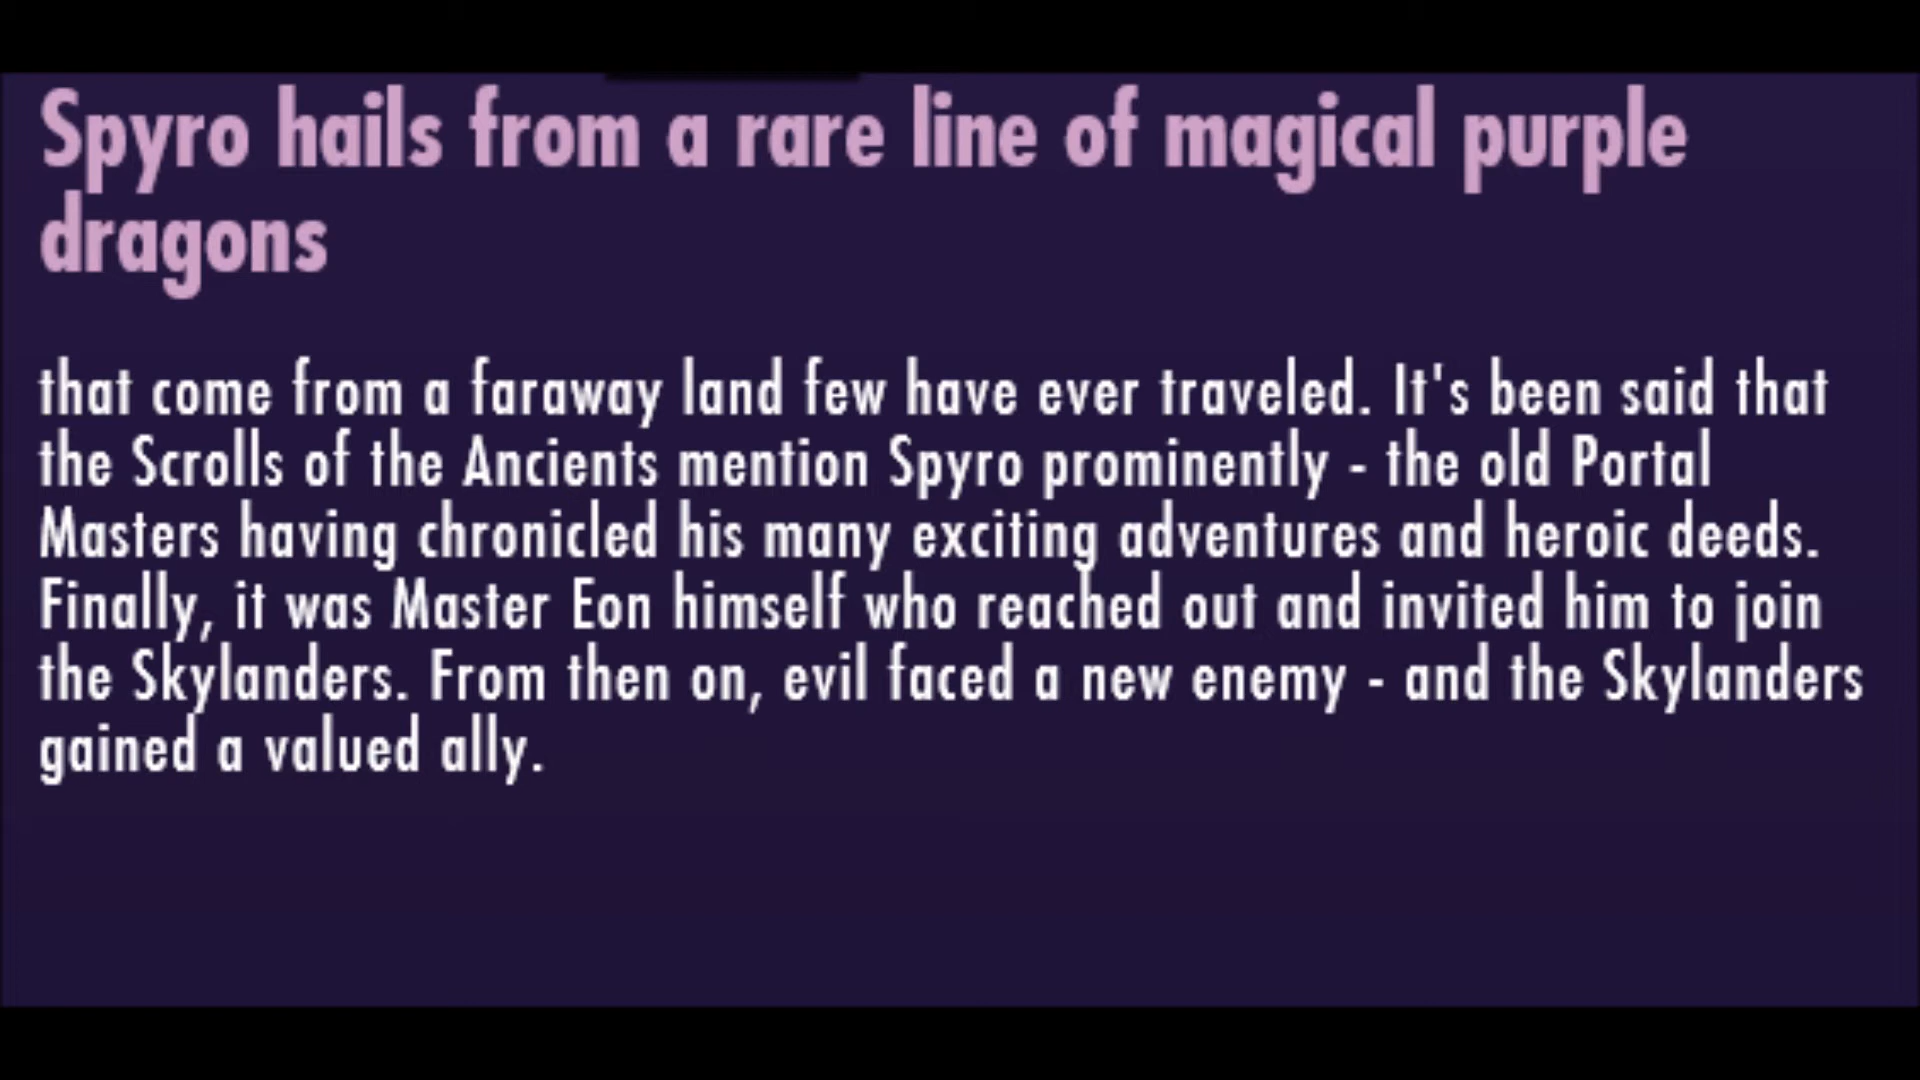 Spyro hails from a rare line of magical purple
dragons
that come from a faraway land few have ever traveled. It's been said that
the Scrolls of the Ancients mention Spyro prominently - the old Portal
Masters having chronicled his many exciting adventures and heroic deeds.
Finally, it was Master Eon himself who reached out and invited him to join
the Skylanders. From then on, evil faced a new enemy - and the Skylanders
gained a valued ally.